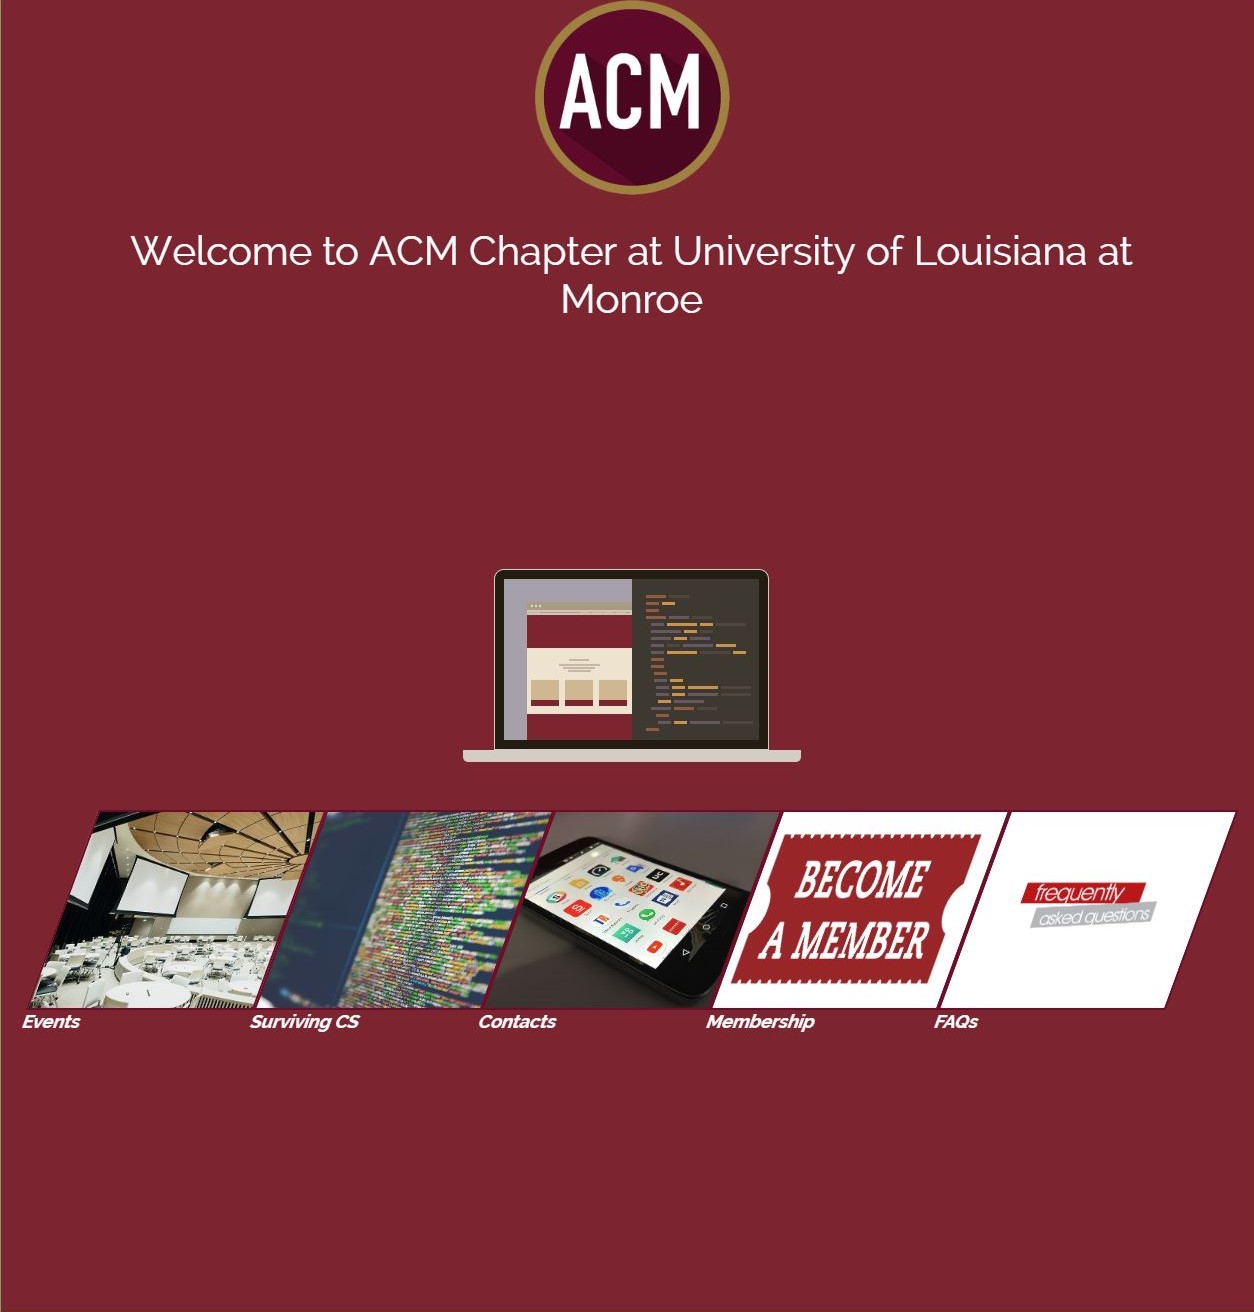 ACM
Welcome to ACM Chapter at University of Louisiana at
Monroe
BECOME
A MEMBER
frequently
asked questions
Events
Surviving CS
Contacts
Membership
FAQs